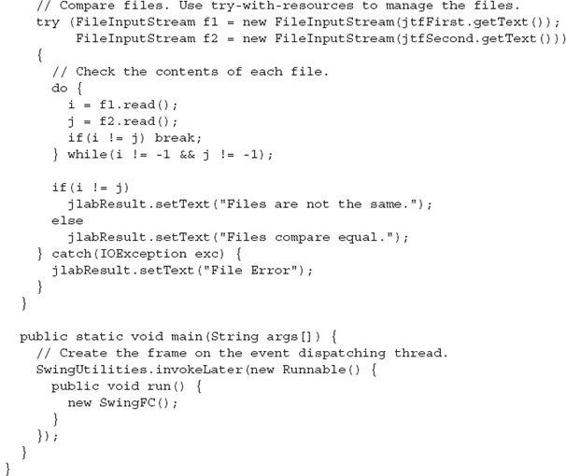 // Compare files. Use try-with-resources to manage the files.
try (FileInputStream f1 = new FileInputStream(jtfFirst.getText());
FileInputStream f2 = new FileInputStream(jtfSecond.getText()))
{
// Check the contents of each file.
do {
i = f1.read();
j = f2.read();
if(i != j) break;
} while(i != -1 && j != -1);
if(i != j)
jlabResult.setText("Files are not the same.");
else
jlabResult.setText("Files compare equal.");
} catch(IOException exc) {
jlabResult.setText("File Error");
}
}
public static void main(String args[]) {
// Create the frame on the event dispatching thread.
SwingUtilities.invokeLater(new Runnable() {
public void run() {
new SwingFC();
}
});
}
}